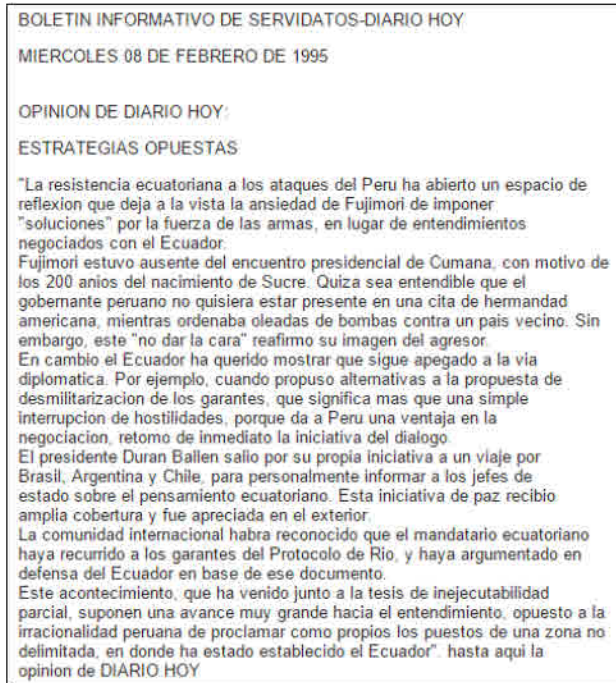 BOLETIN INFORMATIVO DE SERVIDATOS-DIARIO HOY
MIERCOLES 08 DE FEBRERO DE 1995
OPINION DE DIARIO HOY:
ESTRATEGIAS OPUESTAS
"La resistencia ecuatoriana a los ataques del Peru ha abierto un espacio de
reflexion que deja a la vista la ansiedad de Fujimori de imponer
"soluciones" por la fuerza de las armas, en lugar de entendimientos
negociados con el Ecuador.
Fujimori estuvo ausente del encuentro presidencial de Cumana, con motivo de
los 200 anios del nacimiento de Sucre. Quiza sea entendible que el
gobernante peruano no quisiera estar presente en una cita de hermandad
americana, mientras ordenaba oleadas de bombas contra un pais vecino. Sin
embargo, este "no dar la cara" reafirmo su imagen del agresor.
En cambio el Ecuador ha querido mostrar que sigue apegado a la via
diplomatica. Por ejemplo, cuando propuso alternativas a la propuesta de
desmilitarizacion de los garantes, que significa mas que una simple
interrupcion de hostilidades, porque da a Peru una ventaja en la
negociacion, retomo de inmediato la iniciativa del dialogo.
El presidente Duran Ballen salio por su propia iniciativa a un viaje por
Brasil, Argentina y Chile, para personalmente informar a los jefes de
estado sobre el pensamiento ecuatoriano. Esta iniciativa de paz recibio
amplia cobertura y fue apreciada en el exterior.
La comunidad internacional habra reconocido que el mandatario ecuatoriano
haya recurrido a los garantes del Protocolo de Rio, y haya argumentado en
defensa del Ecuador en base de ese documento.
Este acontecimiento, que ha venido junto a la tesis de inejecutabilidad
parcial, suponen una avance muy grande hacia el entendimiento, opuesto a la
irracionalidad peruana de proclamar como propios los puestos de una zona no
delimitada, en donde ha estado establecido el Ecuador". hasta aqui la
opinion de DIARIO HOY